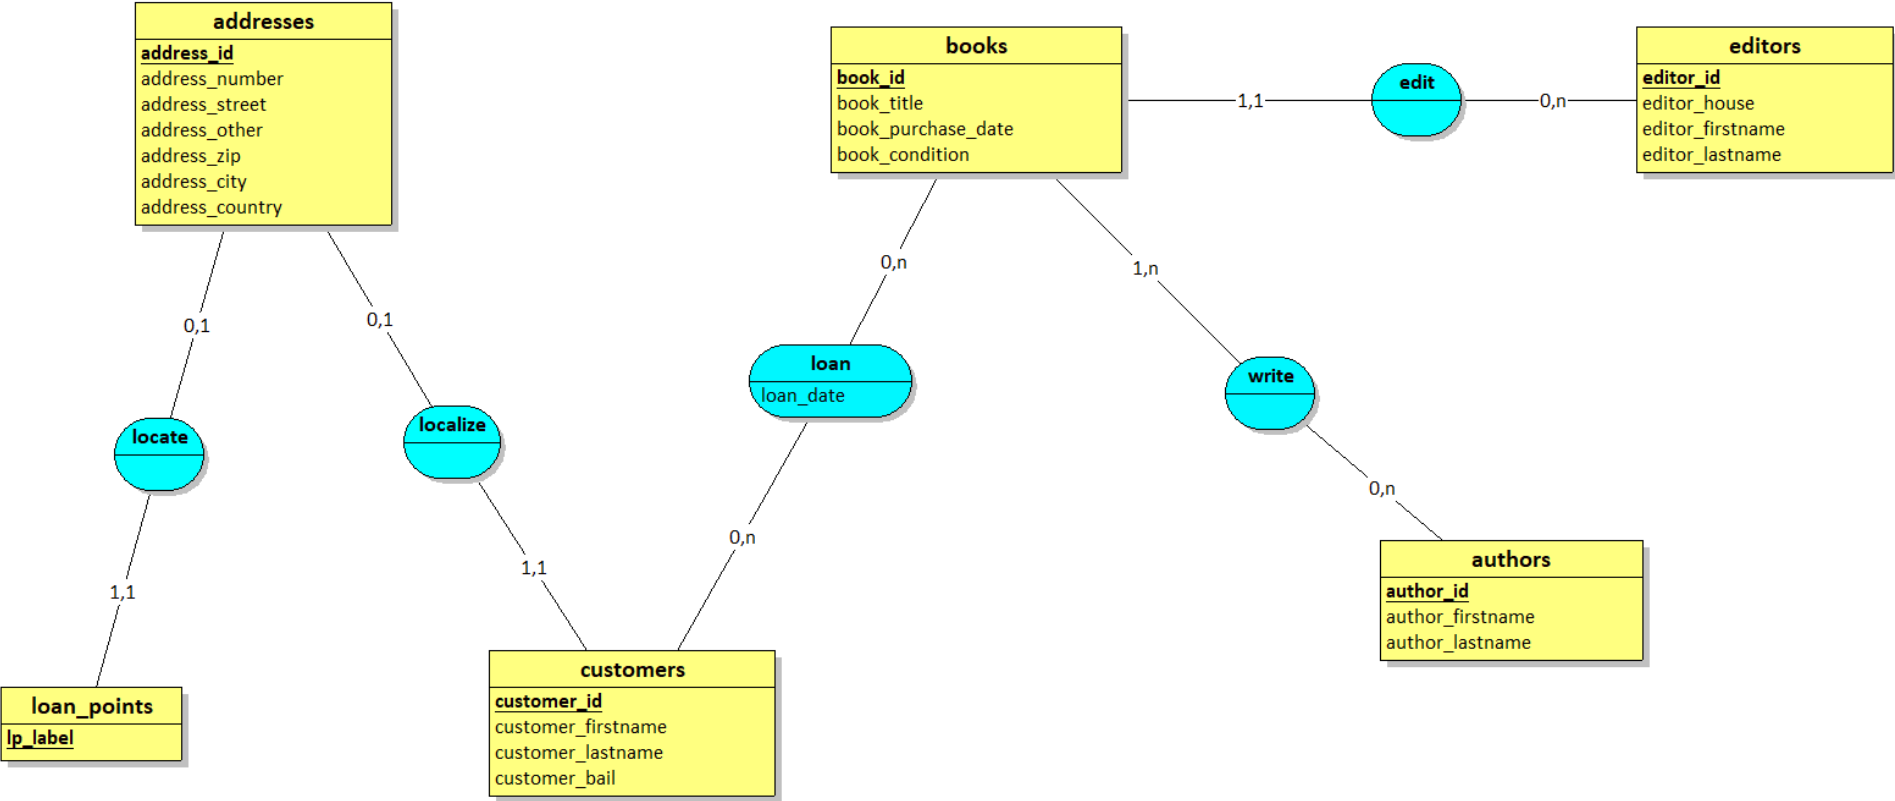 addresses
address_id
address_number
address_street
address_other
address_zip
address_city
address_country
books
book_id
book_title
book_purchase_date
book_condition
1,1
edit
0,n
editors
editor_id
editor_house
editor_firstname
editor_lastname
0,1
0,1
0,n
1,n
locate
localize
loan
loan_date
write
1,1
1,1
0,n
0,n
loan_points
lp_label
customers
customer_id
customer_firstname
customer_lastname
customer_bail
authors
author_id
author_firstname
author_lastname